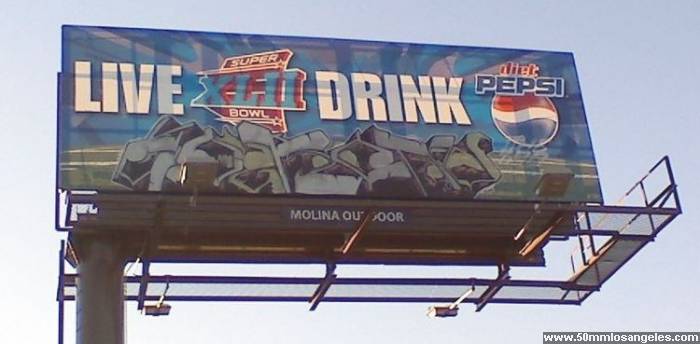 LIVE SUPER XLII BOWL DRINK diet PEPSI
MOLINA OUTDOOR
www.50mmlosangeles.com